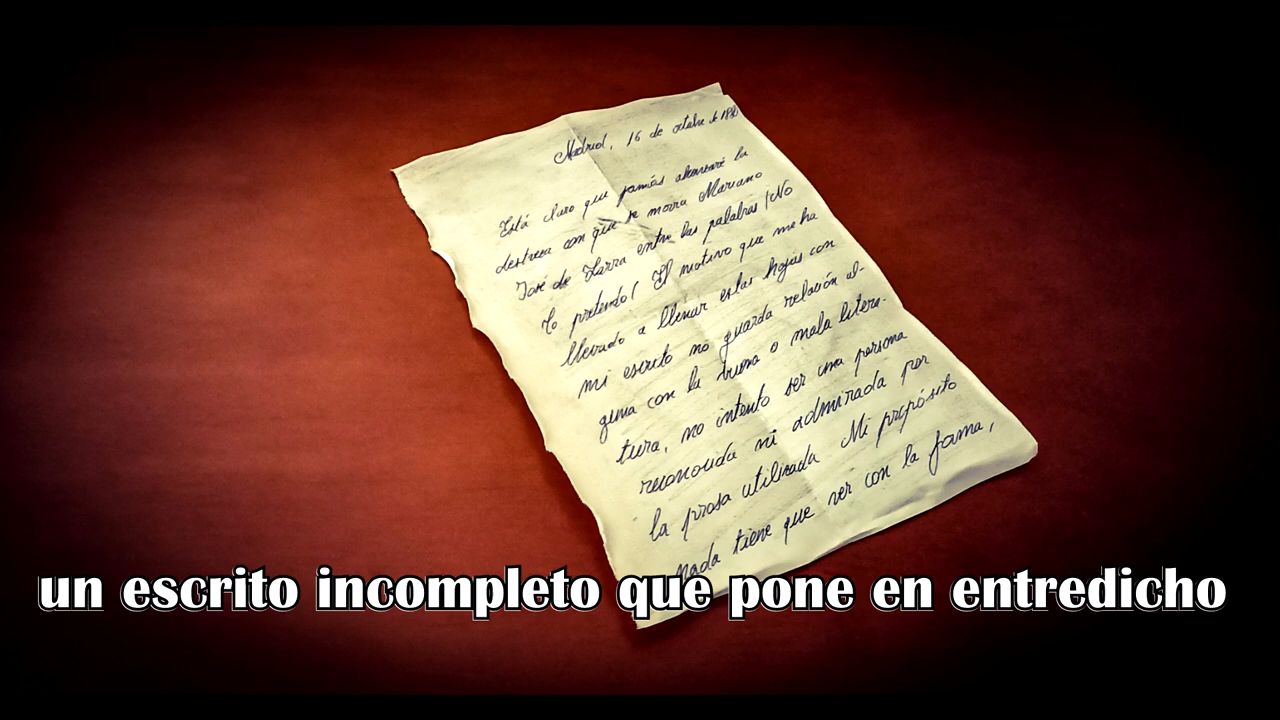 Madrid, 16 de octubre de
Está claro que jamás alcanzaré la
destreza con que se movía Mariano
José de Larra entre las palabras ¡No
lo pretendo! El motivo que me ha
llevado a llenar estas hojas con
mi escrito no guarda relación al-
guna con la buena o mala litera-
tura, no intento ser una persona
reconocida ni admirada por
la prosa utilizada Mi propósito
nada tiene que ver con la fama,
un escrito incompleto que pone en entredicho